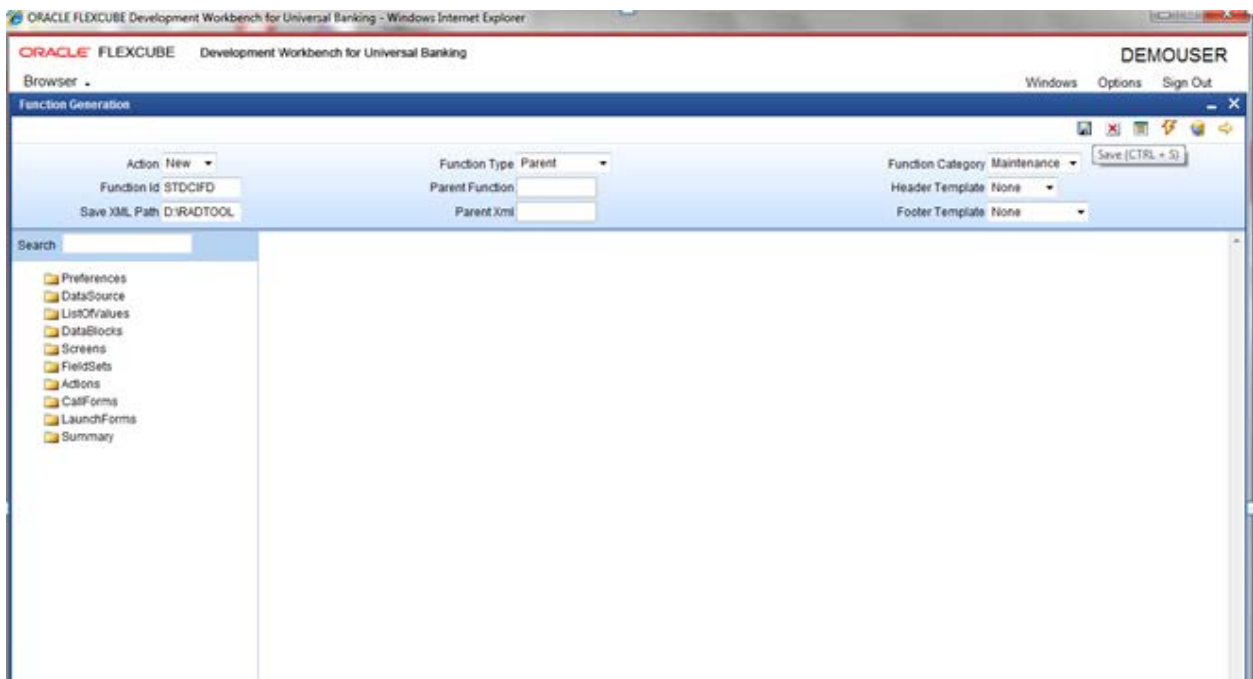 ORACLE FLEXCUBE Development Workbench for Universal Banking - Windows Internet Explorer
ORACLE FLEXCUBE Development Workbench for Universal Banking
DEMOUSER
Browser
Windows Options Sign Out
Function Generation
Action New
Function Type Parent
Function Category Maintenance
Save (CTRL + S)
Function Id STDCIFD
Parent Function
Header Template None
Save XML Path D:\RADTOOL
Parent Xml
Footer Template None
Search
Preferences
DataSource
ListOfValues
DataBlocks
Screens
FieldSets
Actions
CallForms
LaunchForms
Summary